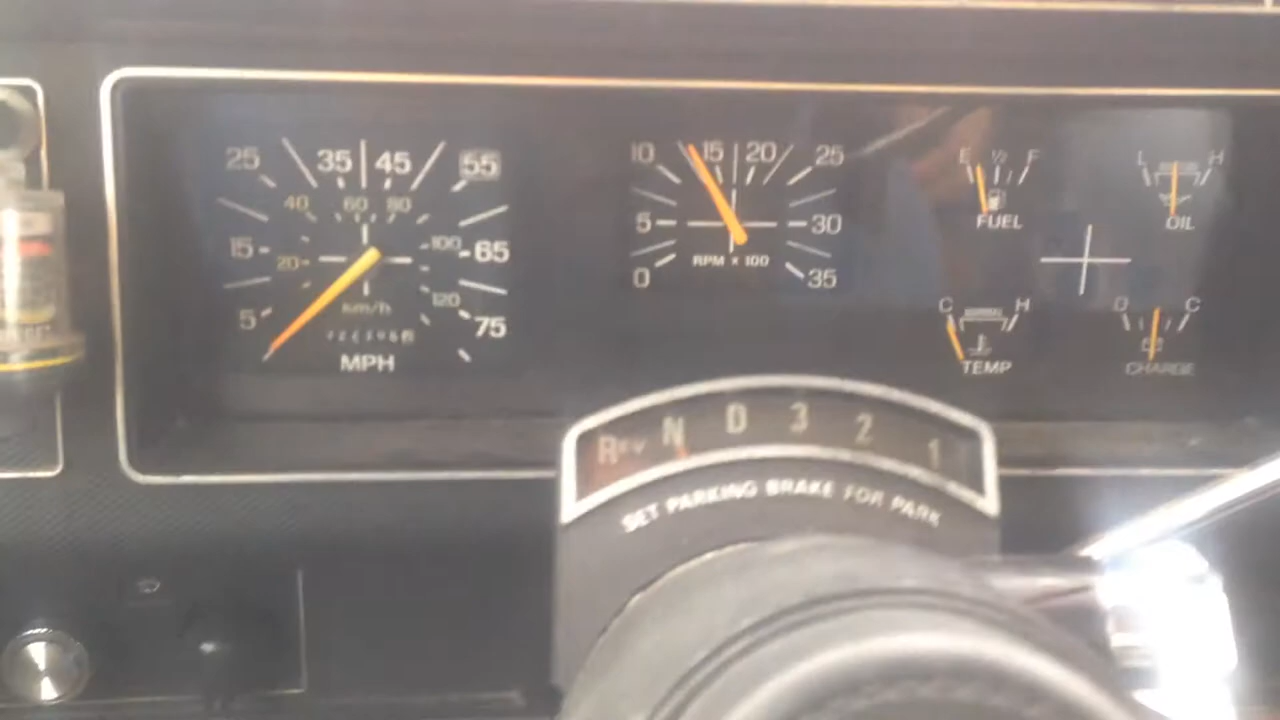 25 35 45 55
40 60 80
15 20 100 65
5 km/h 120 75
MPH
10 15 20 25
5 30
RPM x 100
0 35
E ½ F
FUEL
L H
OIL
C H
TEMP
D C
CHARGE
Rev N D 3 2 1
SET PARKING BRAKE FOR PARK